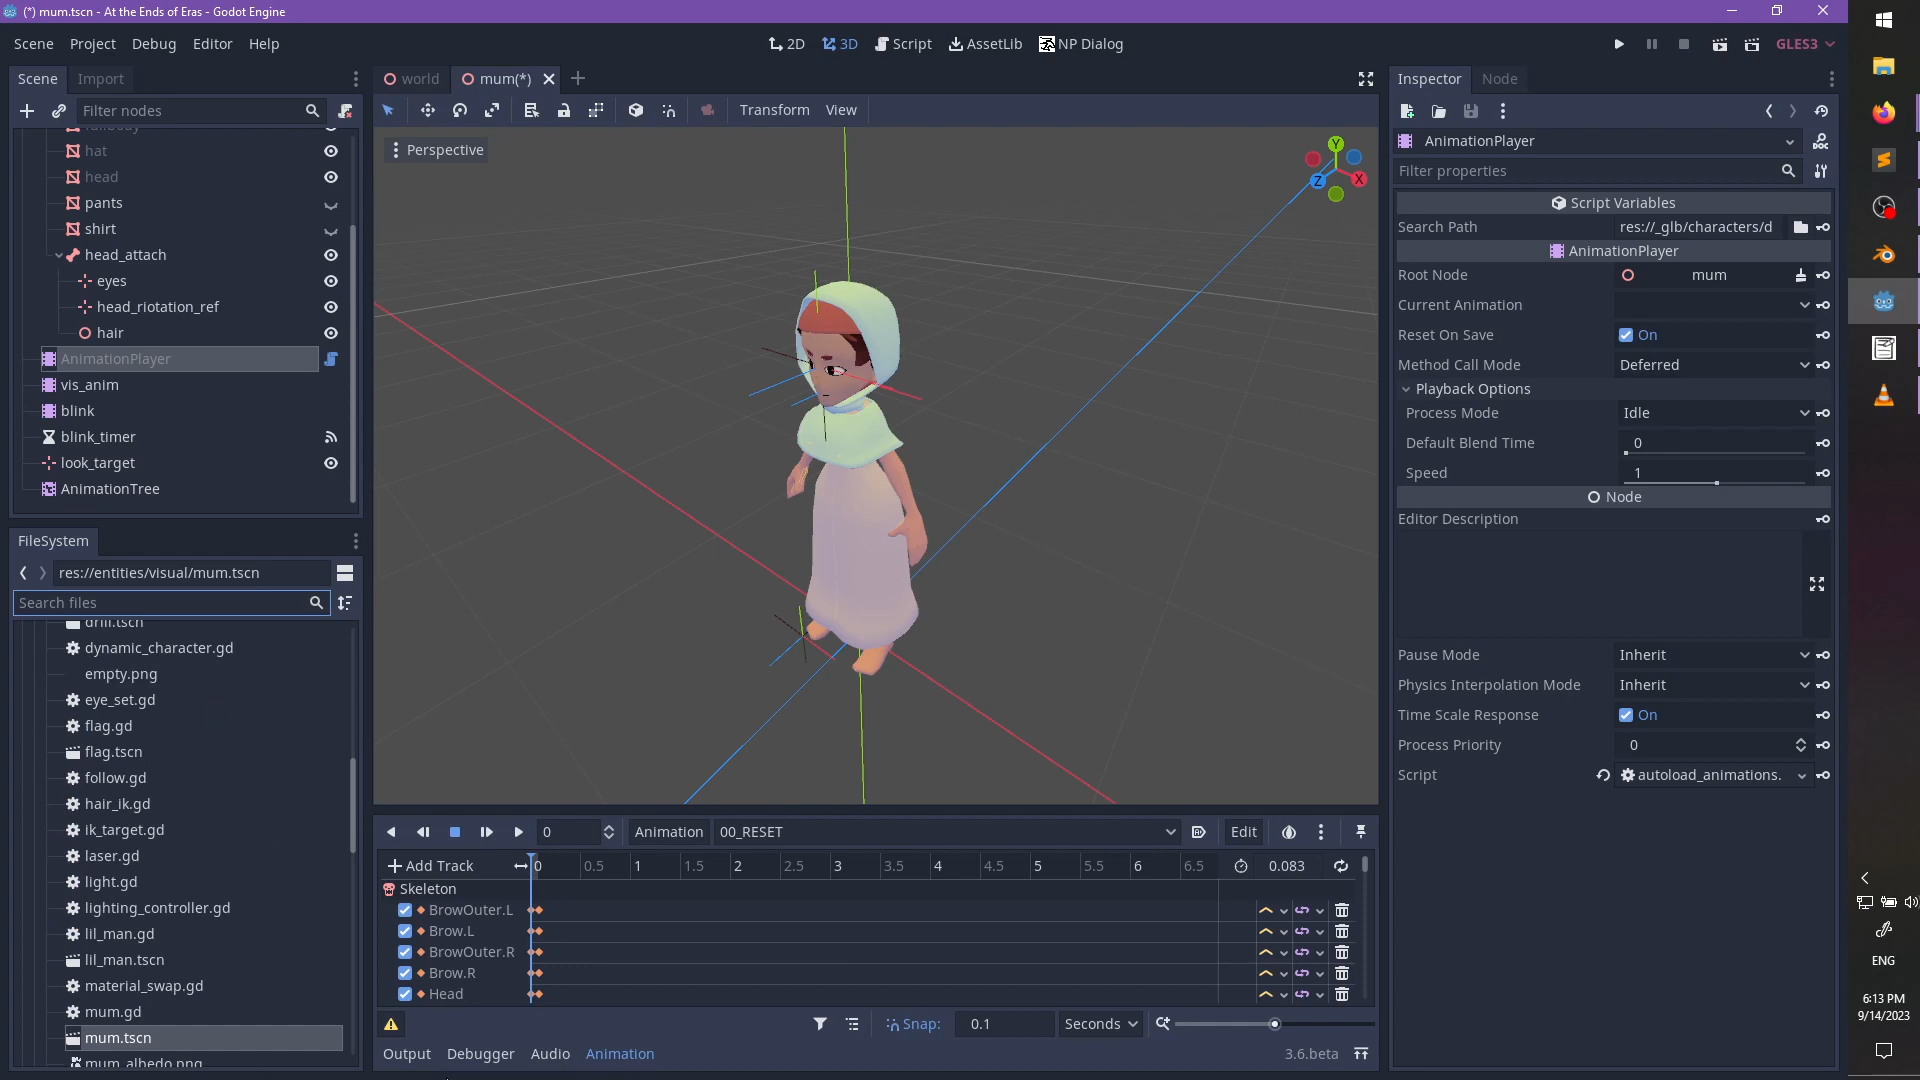 (*) mum.tscn - At the Ends of Eras - Godot Engine
Scene Project Debug Editor Help
2D 3D Script AssetLib NP Dialog
GLES3
Scene Import
Filter nodes
fullbody
hat
head
pants
shirt
head_attach
eyes
head_riotation_ref
hair
AnimationPlayer
vis_anim
blink
blink_timer
look_target
AnimationTree
FileSystem
res://entities/visual/mum.tscn
Search files
drill.tscn
dynamic_character.gd
empty.png
eye_set.gd
flag.gd
flag.tscn
follow.gd
hair_ik.gd
ik_target.gd
laser.gd
light.gd
lighting_controller.gd
lil_man.gd
lil_man.tscn
material_swap.gd
mum.gd
mum.tscn
mum_albedo.png
world mum(*)
Transform View
Perspective
Y
X
Z
0 Animation 00_RESET Edit
Add Track 0 0.5 1 1.5 2 2.5 3 3.5 4 4.5 5 5.5 6 6.5 0.083
Skeleton
BrowOuter.L
Brow.L
BrowOuter.R
Brow.R
Head
Snap: 0.1 Seconds
Output Debugger Audio Animation 3.6.beta
Inspector Node
AnimationPlayer
Filter properties
Script Variables
Search Path res://_glb/characters/d
AnimationPlayer
Root Node mum
Current Animation
Reset On Save On
Method Call Mode Deferred
Playback Options
Process Mode Idle
Default Blend Time 0
Speed 1
Node
Editor Description
Pause Mode Inherit
Physics Interpolation Mode Inherit
Time Scale Response On
Process Priority 0
Script autoload_animations.
ENG
6:13 PM
9/14/2023